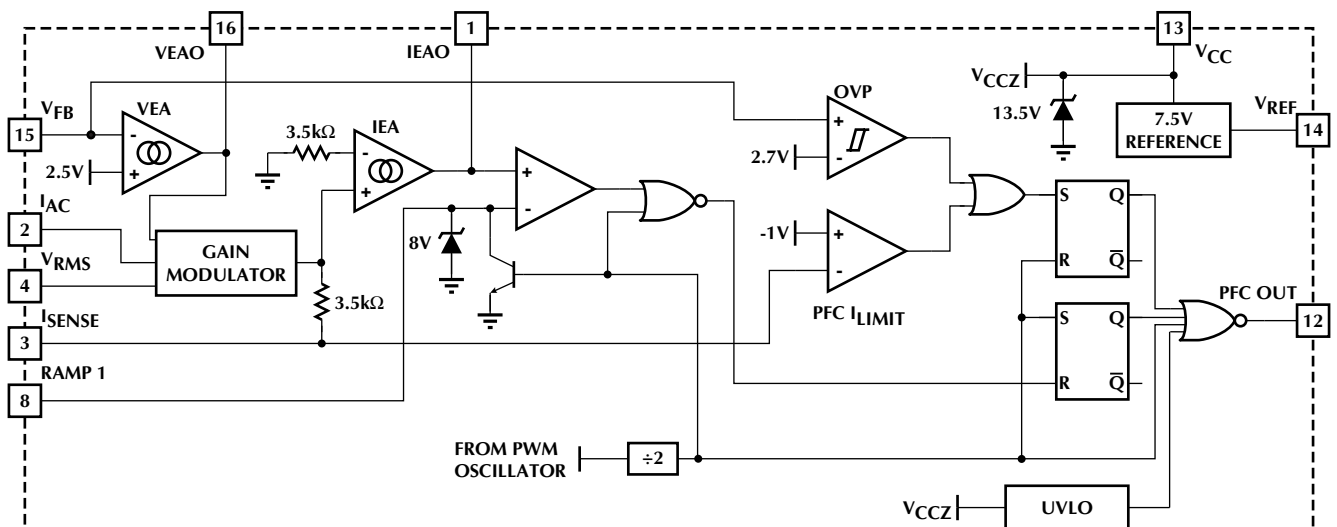 16
1
13
VEAO
IEAO
VCC
VFB
VEA
15
2.5V
-
+
IEA
3.5kΩ
-
+
OVP
+
-
2.7V
VCCZ
13.5V
7.5V
REFERENCE
VREF
14
IAC
2
VRMS
4
GAIN
MODULATOR
3.5kΩ
8V
+
-
-1V
+
-
PFC ILIMIT
S Q
R Q
S Q
R Q
PFC OUT
12
ISENSE
3
RAMP 1
8
FROM PWM
OSCILLATOR
÷2
VCCZ
UVLO